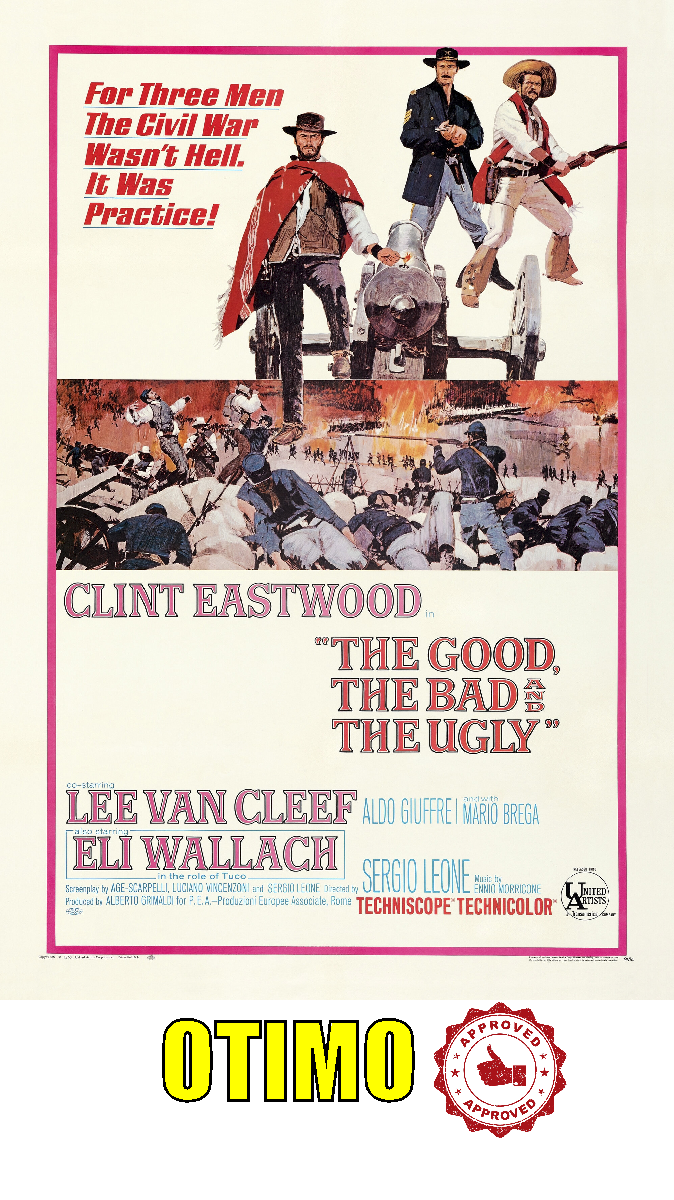 For Three Men
The Civil War
Wasn't Hell.
It Was
Practice!
CLINT EASTWOOD in
"THE GOOD,
THE BAD AND
THE UGLY"
co-starring
LEE VAN CLEEF
ALDO GIUFFRE |
and with
MARIO BREGA
also starring
ELI WALLACH
in the role of Tuco
Screenplay by AGE-SCARPELLI, LUCIANO VINCENZONI and SERGIO LEONE Directed by
SERGIO LEONE
Music by
ENNIO MORRICONE
Produced by ALBERTO GRIMALDI for P.E.A.-Produzioni Europee Associate, Rome
TECHNISCOPE® TECHNICOLOR®
UNITED
ARTISTS
OTIMO
APPROVED
APPROVED